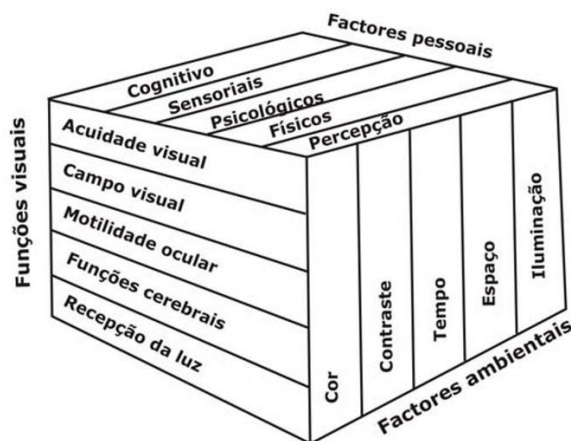 Factores pessoais
Cognitivo
Sensoriais
Psicológicos
Físicos
Percepção
Funções visuais
Acuidade visual
Campo visual
Motilidade ocular
Funções cerebrais
Recepção da luz
Cor
Contraste
Tempo
Espaço
Iluminação
Factores ambientais